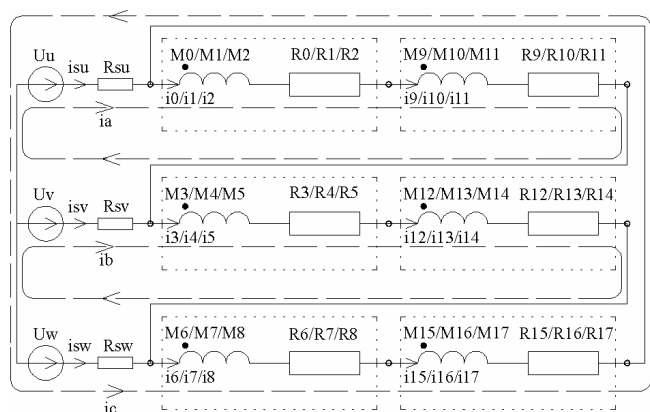 Uu isu Rsu M0/M1/M2 R0/R1/R2 M9/M10/M11 R9/R10/R11
i0/i1/i2 i9/i10/i11
ia
Uv isv Rsv M3/M4/M5 R3/R4/R5 M12/M13/M14 R12/R13/R14
i3/i4/i5 i12/i13/i14
ib
Uw isw Rsw M6/M7/M8 R6/R7/R8 M15/M16/M17 R15/R16/R17
i6/i7/i8 i15/i16/i17
ic